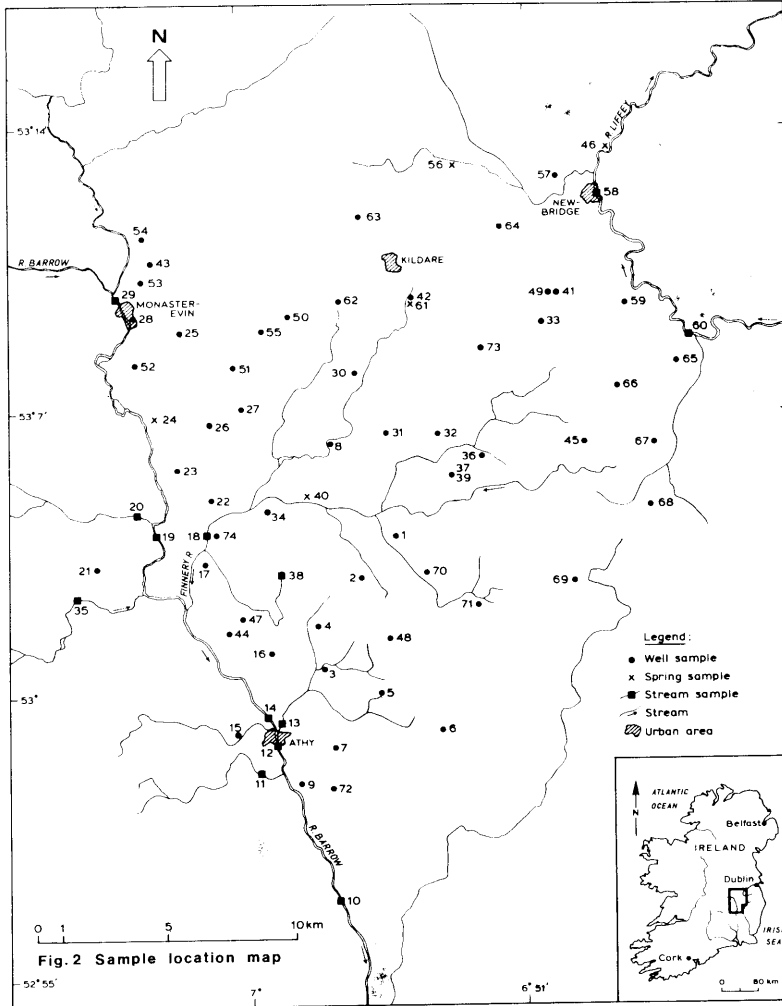 N
53° 14'
R LIFFEY
46
56
57
58
NEW-
BRIDGE
63
64
54
43
R. BARROW
KILDARE
53
29
MONASTER-
EVIN
28
62
42
61
49
41
59
50
33
60
25
55
73
65
52
51
30
66
53° 7'
24
27
26
31
32
45
67
8
36
37
39
23
40
22
68
20
34
19
18
74
1
21
17
38
2
70
69
35
FINNERY R
71
47
4
44
48
16
3
53°
5
14
13
6
15
ATHY
12
7
11
9
72
R. BARROW
10
Legend:
Well sample
Spring sample
Stream sample
Stream
Urban area
ATLANTIC
OCEAN
N
Belfast
IRELAND
Dublin
IRISH
SEA
Cork
0 80 km
0 1 5 10 km
Fig. 2 Sample location map
52° 55'
7°
6° 51'